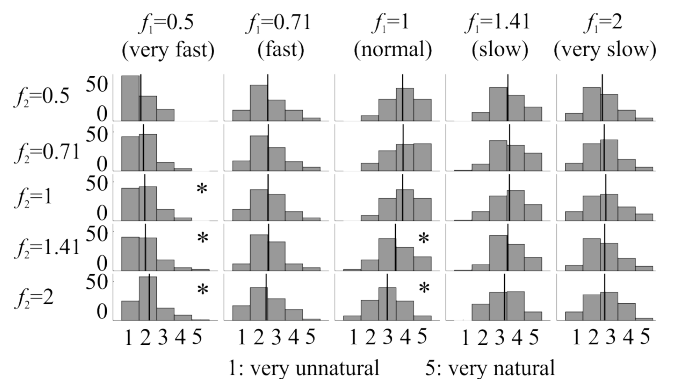 f₁=0.5 f₁=0.71 f₁=1 f₁=1.41 f₁=2
(very fast) (fast) (normal) (slow) (very slow)
f₂=0.5 50 0
f₂=0.71 50 0
f₂=1 50 0 *
f₂=1.41 50 0 * *
f₂=2 50 0 * *
1 2 3 4 5 1 2 3 4 5 1 2 3 4 5 1 2 3 4 5 1 2 3 4 5
1: very unnatural 5: very natural